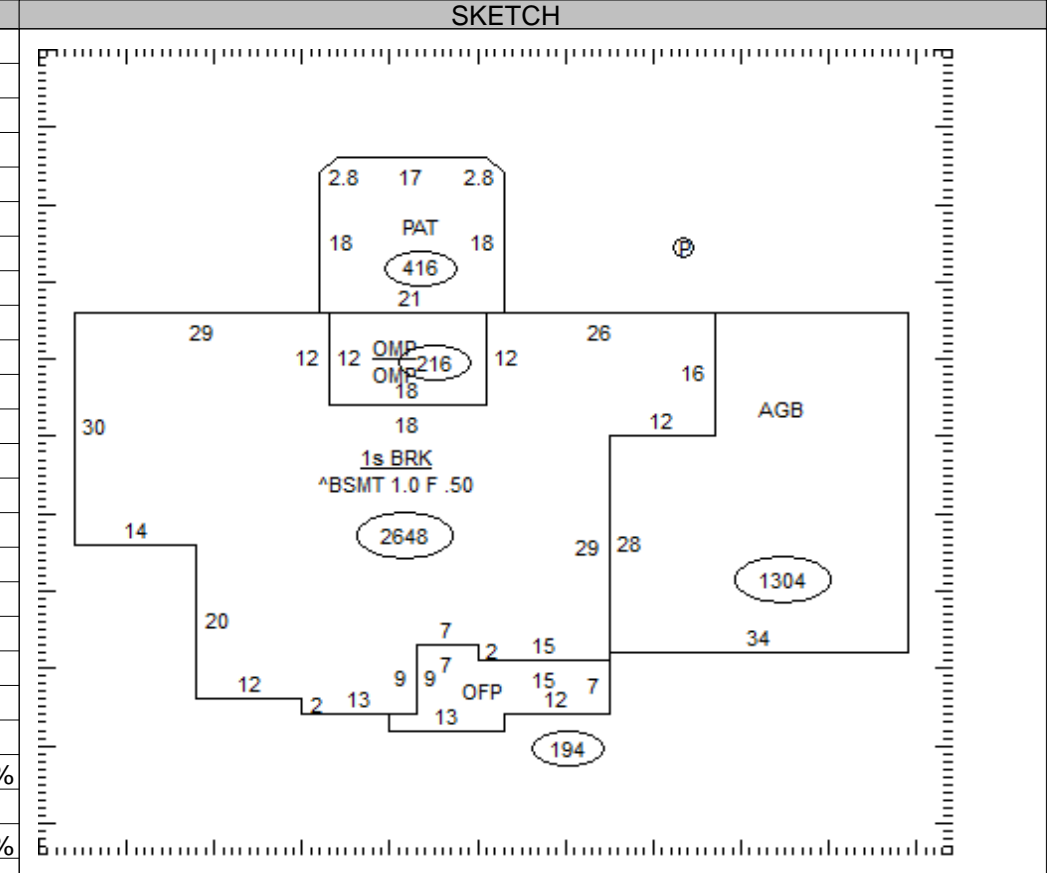 SKETCH
2.8 17 2.8
PAT
18 18
416
P
21
29 26
12 12 OMP 216 12
OMP
18
16
AGB
12
30 18
1s BRK
^BSMT 1.0 F .50
14
2648
29 28
1304
20
7
2 15
34
7
9 9
OFP
15 7
12
12
2 13
13
194
%
%